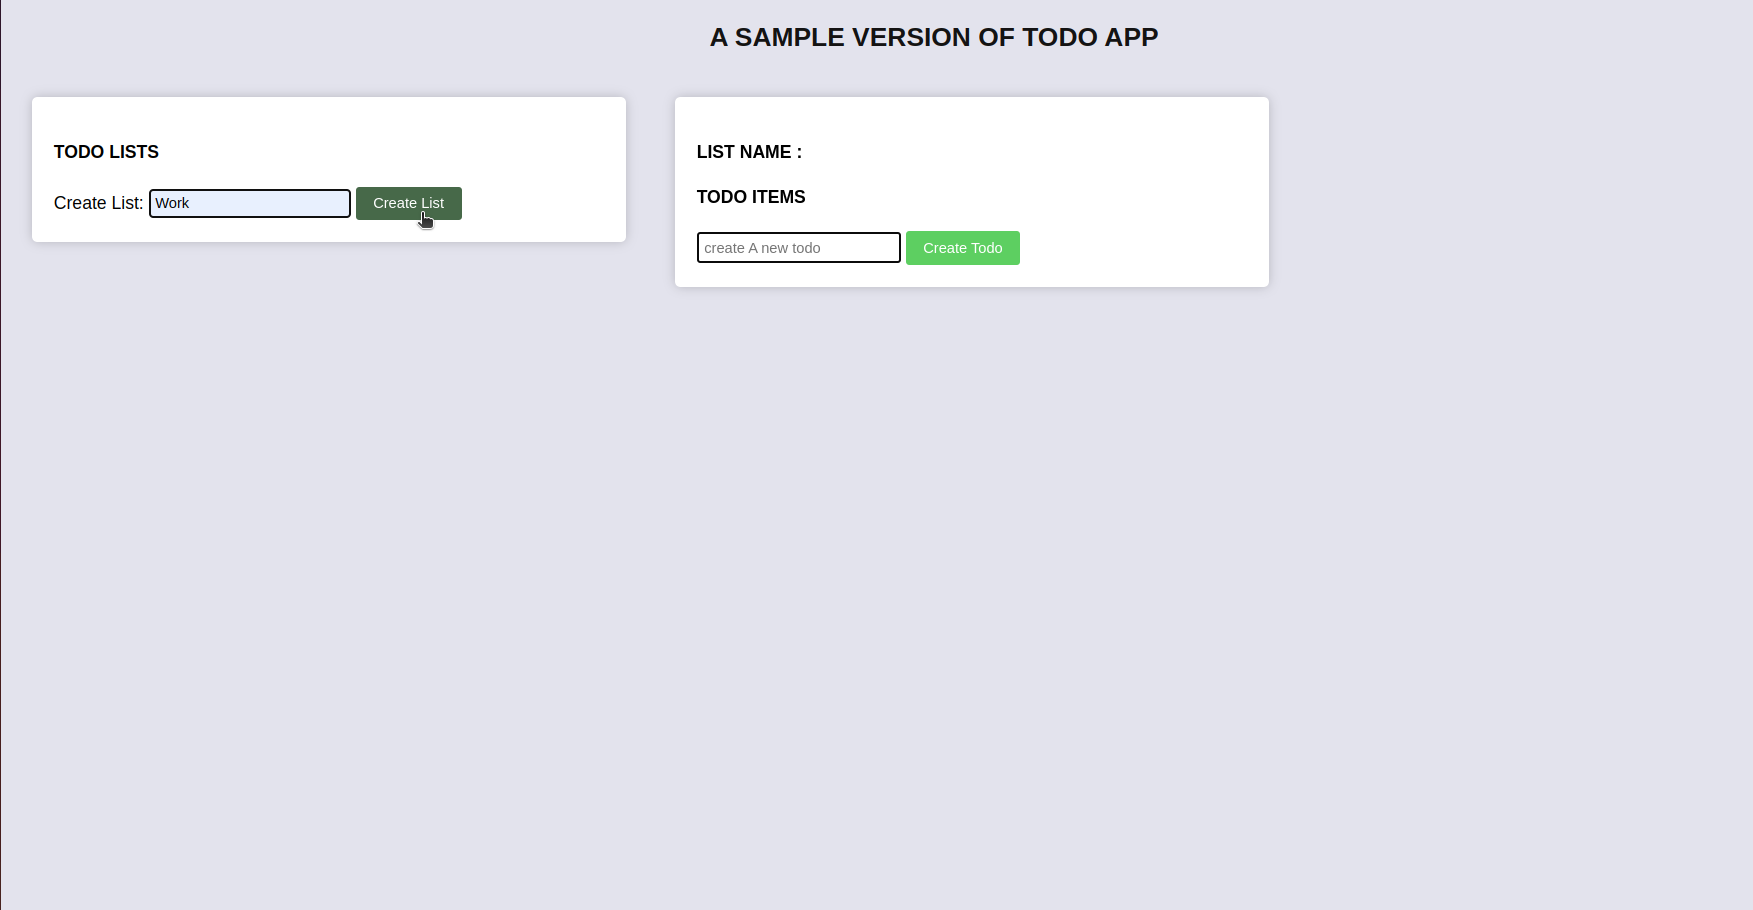 A SAMPLE VERSION OF TODO APP
TODO LISTS
Create List: Work Create List
LIST NAME :
TODO ITEMS
create A new todo Create Todo